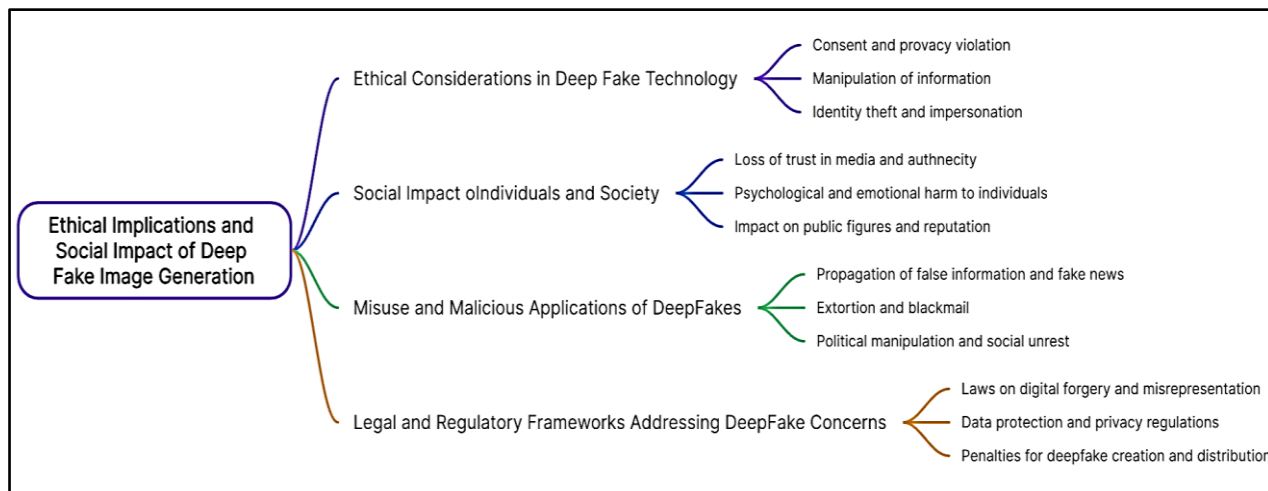 Ethical Implications and
Social Impact of Deep
Fake Image Generation
Ethical Considerations in Deep Fake Technology
Consent and provacy violation
Manipulation of information
Identity theft and impersonation
Social Impact oIndividuals and Society
Loss of trust in media and authnecity
Psychological and emotional harm to individuals
Impact on public figures and reputation
Misuse and Malicious Applications of DeepFakes
Propagation of false information and fake news
Extortion and blackmail
Political manipulation and social unrest
Legal and Regulatory Frameworks Addressing DeepFake Concerns
Laws on digital forgery and misrepresentation
Data protection and privacy regulations
Penalties for deepfake creation and distribution